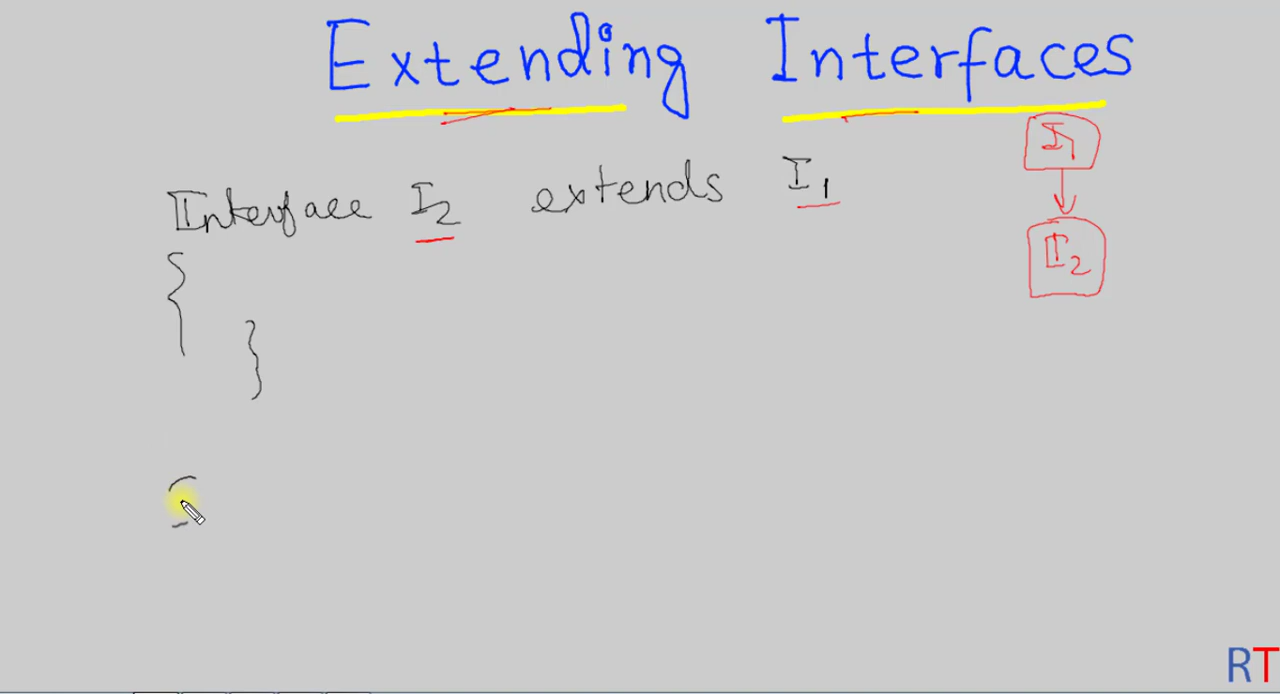 Extending Interfaces
I1
Interface I2 extends I1
{
I2
}
RT